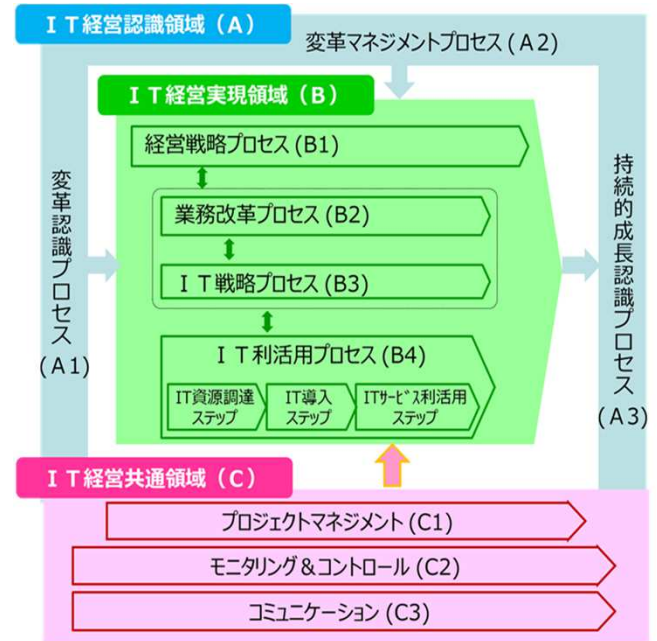 ＩＴ経営認識領域（Ａ）
変革マネジメントプロセス(Ａ2)
ＩＴ経営実現領域（Ｂ）
経営戦略プロセス(B1)
変革認識プロセス
(Ａ1)
業務改革プロセス(B2)
ＩＴ戦略プロセス(B3)
持続的成長認識プロセス
(Ａ3)
ＩＴ利活用プロセス(B4)
IT資源調達
ステップ
IT導入
ステップ
ITｻｰﾋﾞｽ利活用
ステップ
ＩＴ経営共通領域（Ｃ）
プロジェクトマネジメント(C1)
モニタリング＆コントロール(C2)
コミュニケーション(C3)